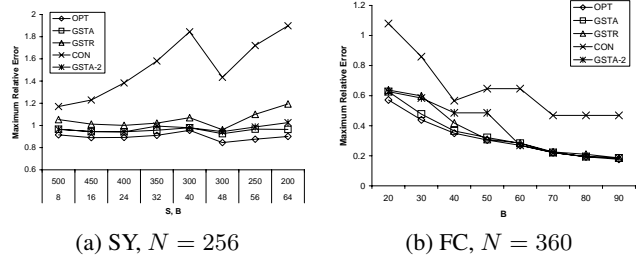 OPT
GSTA
GSTR
CON
GSTA-2
Maximum Relative Error
2
1.8
1.6
1.4
1.2
1
0.8
0.6
500 450 400 350 300 300 250 200
8 16 24 32 40 48 56 64
S, B
(a) SY, N = 256
OPT
GSTA
GSTR
CON
GSTA-2
Maximum Relative Error
1.2
1
0.8
0.6
0.4
0.2
0
20 30 40 50 60 70 80 90
B
(b) FC, N = 360